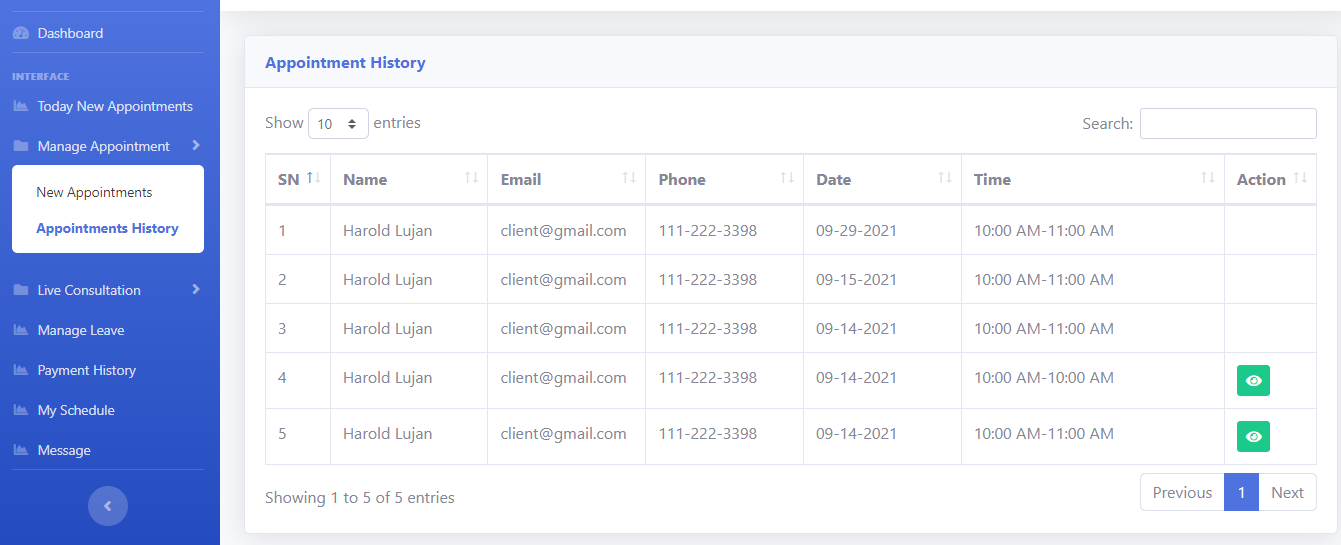 Dashboard
INTERFACE
Today New Appointments
Manage Appointment
New Appointments
Appointments History
Live Consultation
Manage Leave
Payment History
My Schedule
Message
Appointment History
Show 10 entries
Search:
SN Name Email Phone Date Time Action
1 Harold Lujan client@gmail.com 111-222-3398 09-29-2021 10:00 AM-11:00 AM
2 Harold Lujan client@gmail.com 111-222-3398 09-15-2021 10:00 AM-11:00 AM
3 Harold Lujan client@gmail.com 111-222-3398 09-14-2021 10:00 AM-11:00 AM
4 Harold Lujan client@gmail.com 111-222-3398 09-14-2021 10:00 AM-10:00 AM
5 Harold Lujan client@gmail.com 111-222-3398 09-14-2021 10:00 AM-11:00 AM
Showing 1 to 5 of 5 entries
Previous 1 Next